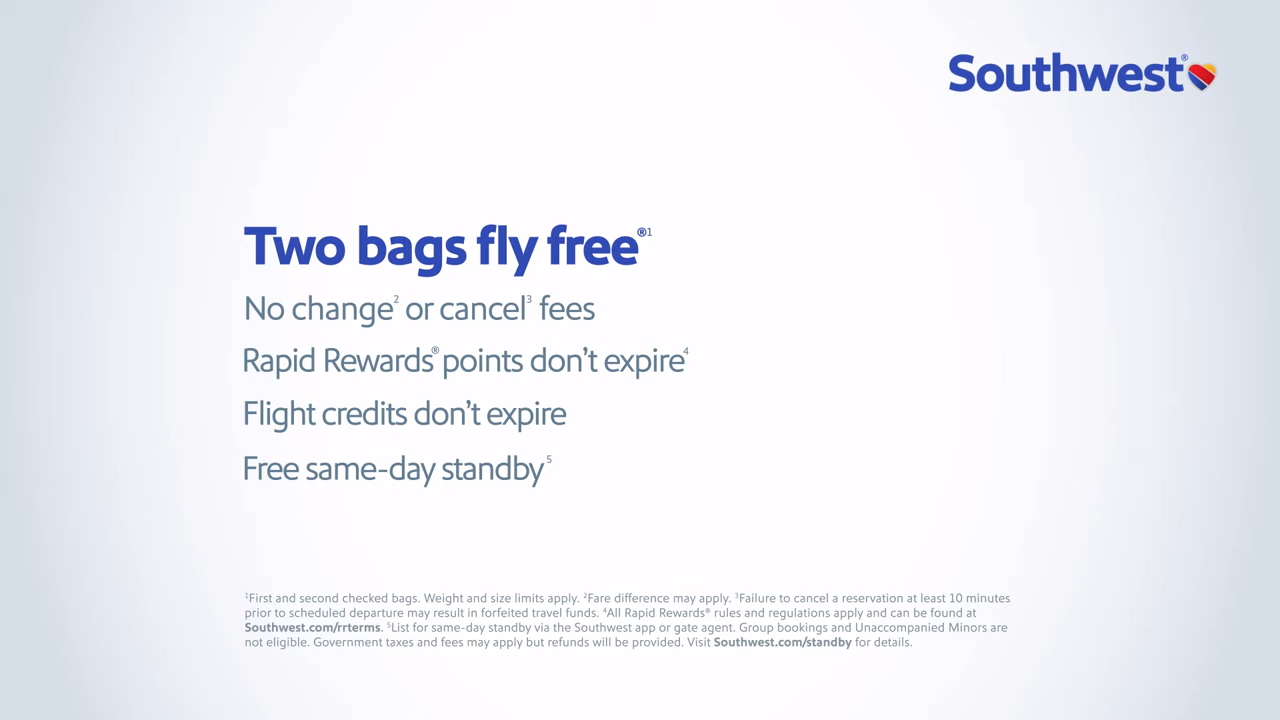 Southwest®
Two bags fly free®¹
No change² or cancel³ fees
Rapid Rewards® points don’t expire⁴
Flight credits don’t expire
Free same-day standby⁵
¹First and second checked bags. Weight and size limits apply. ²Fare difference may apply. ³Failure to cancel a reservation at least 10 minutes
prior to scheduled departure may result in forfeited travel funds. ⁴All Rapid Rewards® rules and regulations apply and can be found at
Southwest.com/rrterms. ⁵List for same-day standby via the Southwest app or gate agent. Group bookings and Unaccompanied Minors are
not eligible. Government taxes and fees may apply but refunds will be provided. Visit Southwest.com/standby for details.